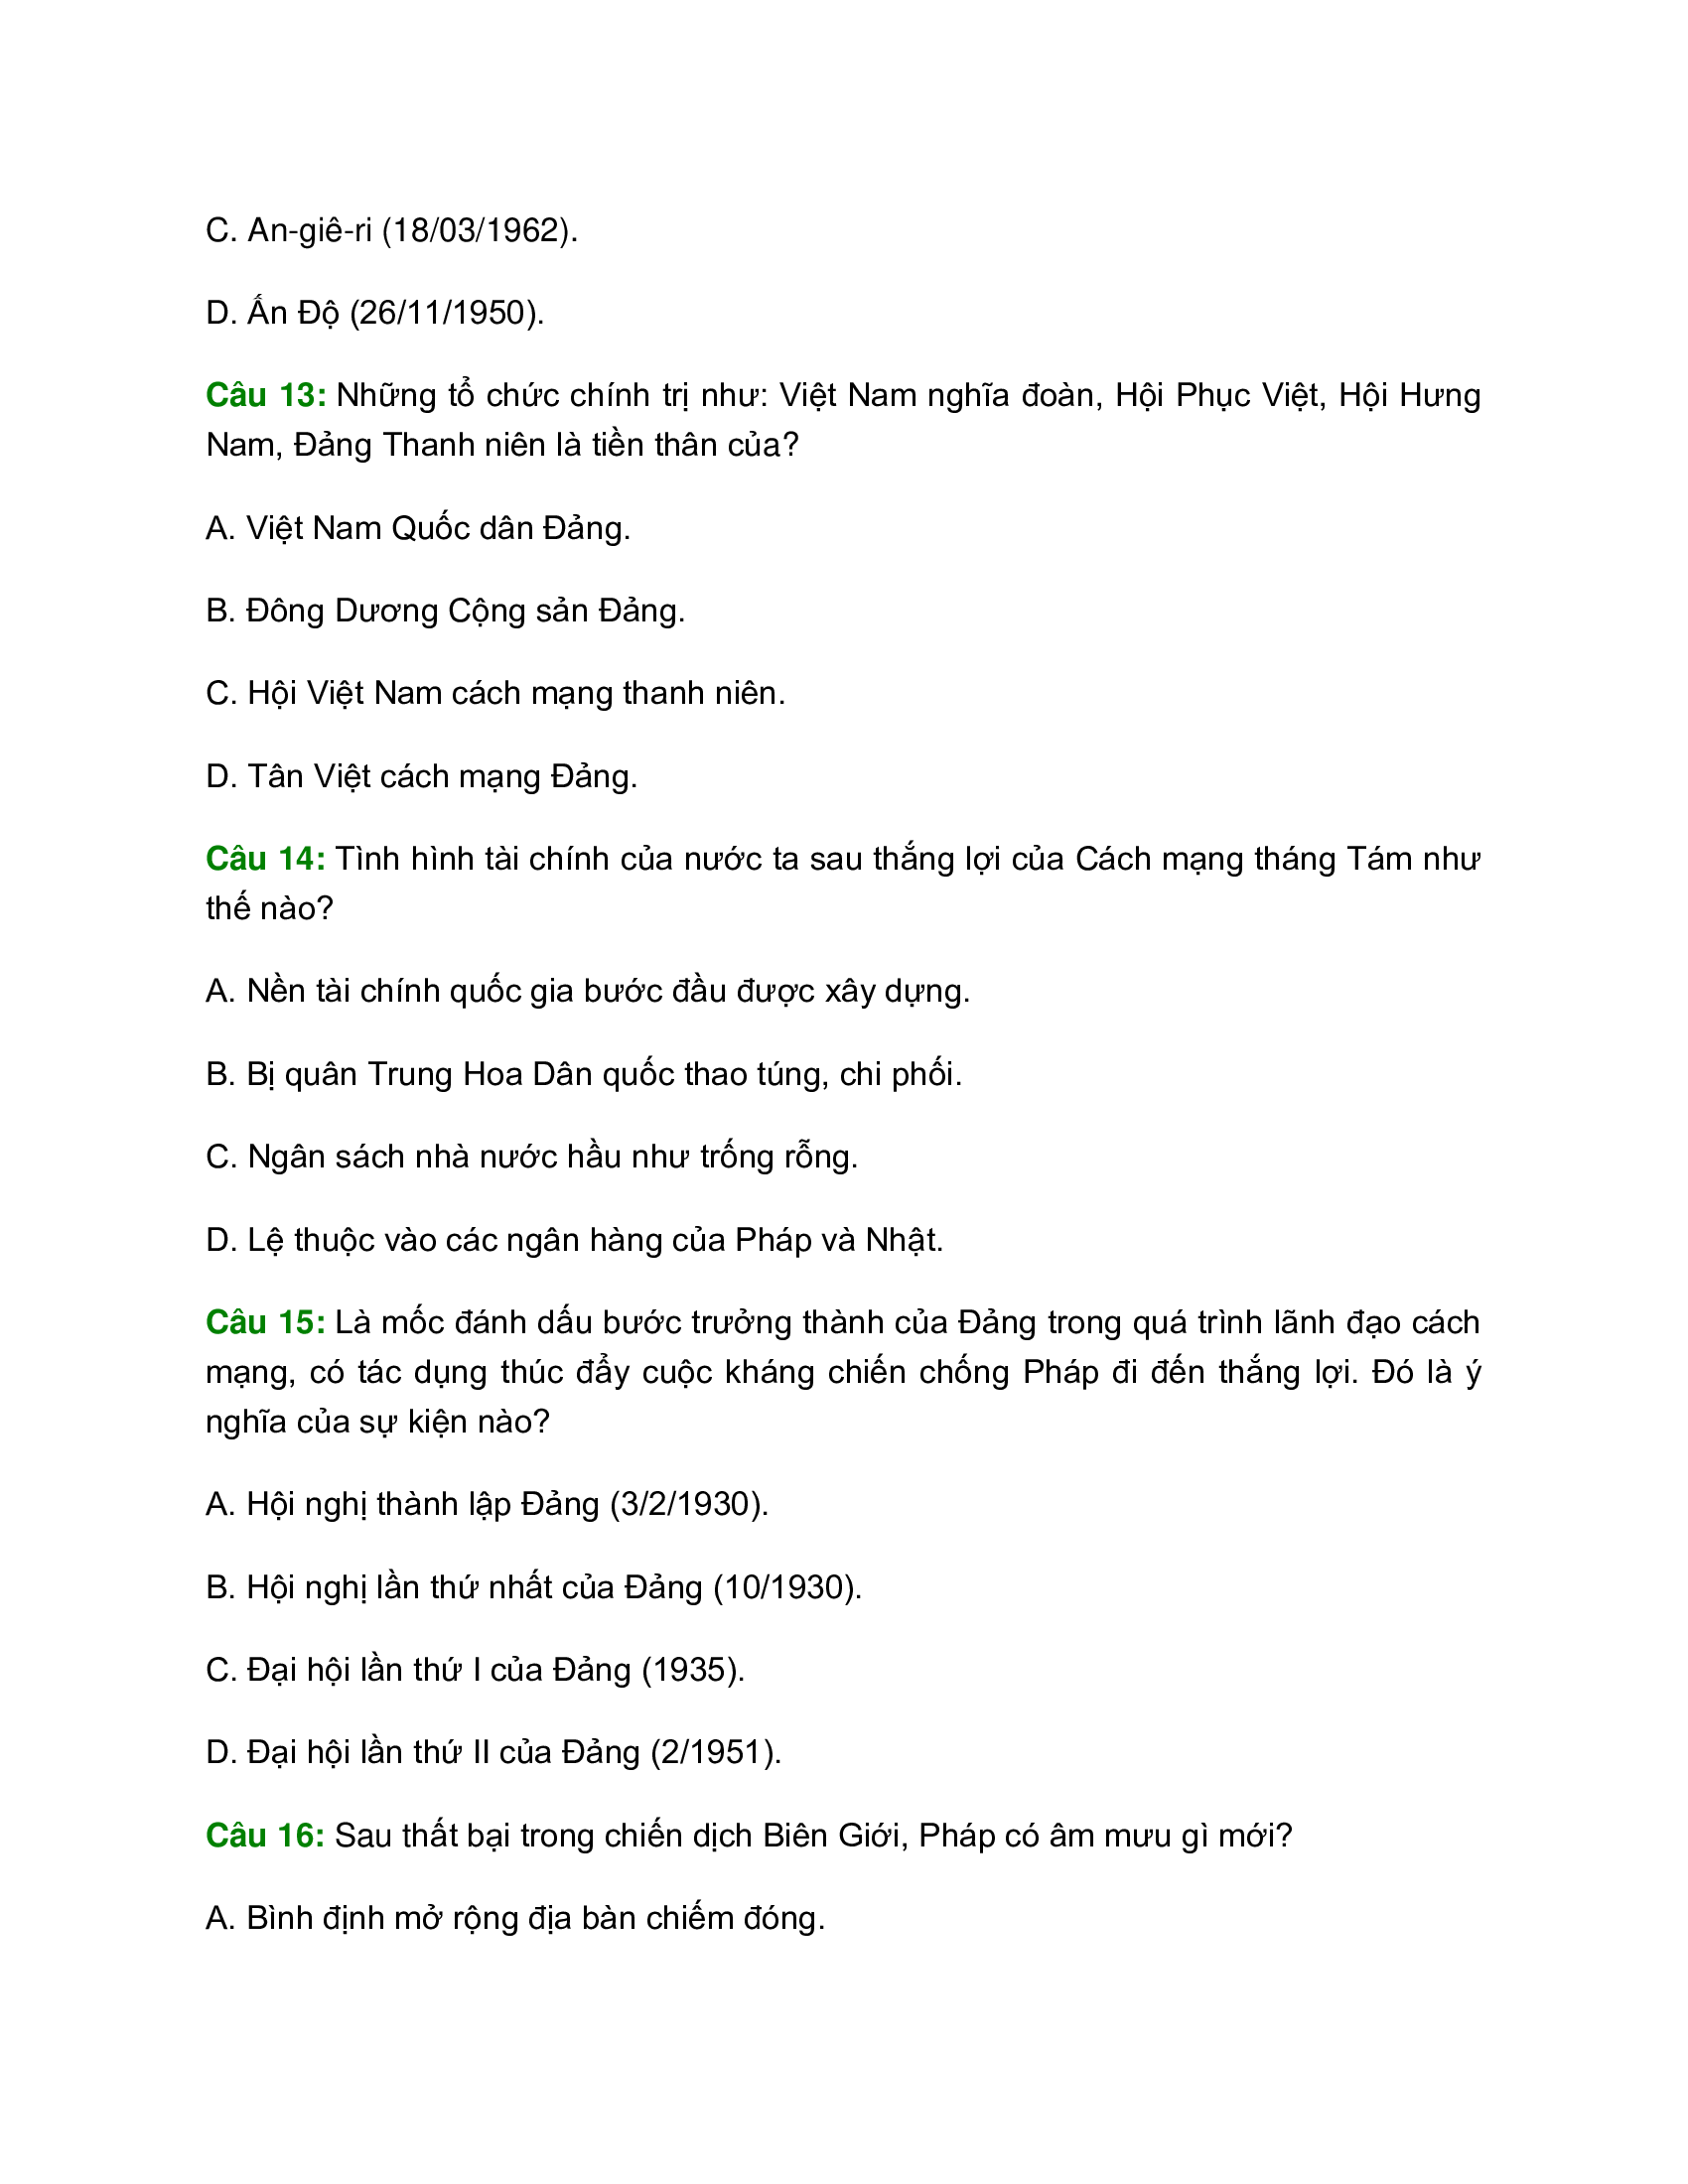 C. An-giê-ri (18/03/1962).
D. Ấn Độ (26/11/1950).
Câu 13: Những tổ chức chính trị như: Việt Nam nghĩa đoàn, Hội Phục Việt, Hội Hưng
Nam, Đảng Thanh niên là tiền thân của?
A. Việt Nam Quốc dân Đảng.
B. Đông Dương Cộng sản Đảng.
C. Hội Việt Nam cách mạng thanh niên.
D. Tân Việt cách mạng Đảng.
Câu 14: Tình hình tài chính của nước ta sau thắng lợi của Cách mạng tháng Tám như
thế nào?
A. Nền tài chính quốc gia bước đầu được xây dựng.
B. Bị quân Trung Hoa Dân quốc thao túng, chi phối.
C. Ngân sách nhà nước hầu như trống rỗng.
D. Lệ thuộc vào các ngân hàng của Pháp và Nhật.
Câu 15: Là mốc đánh dấu bước trưởng thành của Đảng trong quá trình lãnh đạo cách
mạng, có tác dụng thúc đẩy cuộc kháng chiến chống Pháp đi đến thắng lợi. Đó là ý
nghĩa của sự kiện nào?
A. Hội nghị thành lập Đảng (3/2/1930).
B. Hội nghị lần thứ nhất của Đảng (10/1930).
C. Đại hội lần thứ I của Đảng (1935).
D. Đại hội lần thứ II của Đảng (2/1951).
Câu 16: Sau thất bại trong chiến dịch Biên Giới, Pháp có âm mưu gì mới?
A. Bình định mở rộng địa bàn chiếm đóng.